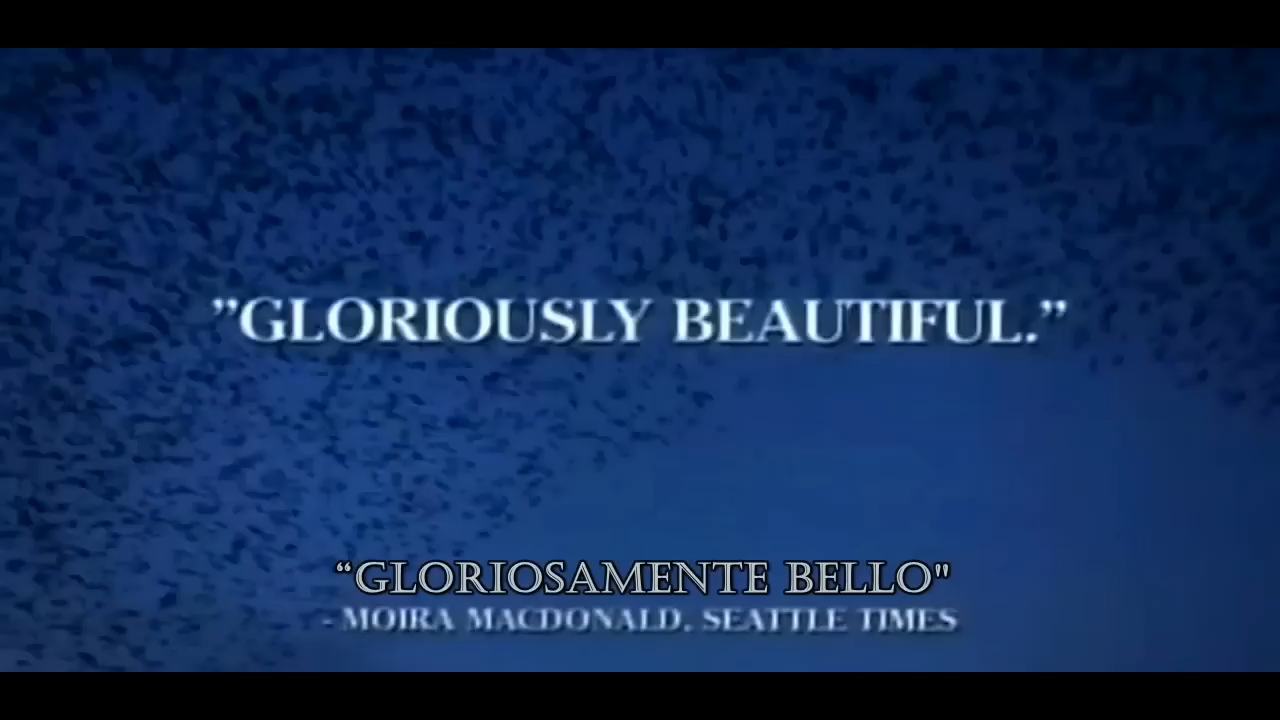 ”GLORIOUSLY BEAUTIFUL.”
“GLORIOSAMENTE BELLO"
- MOIRA MACDONALD, SEATTLE TIMES